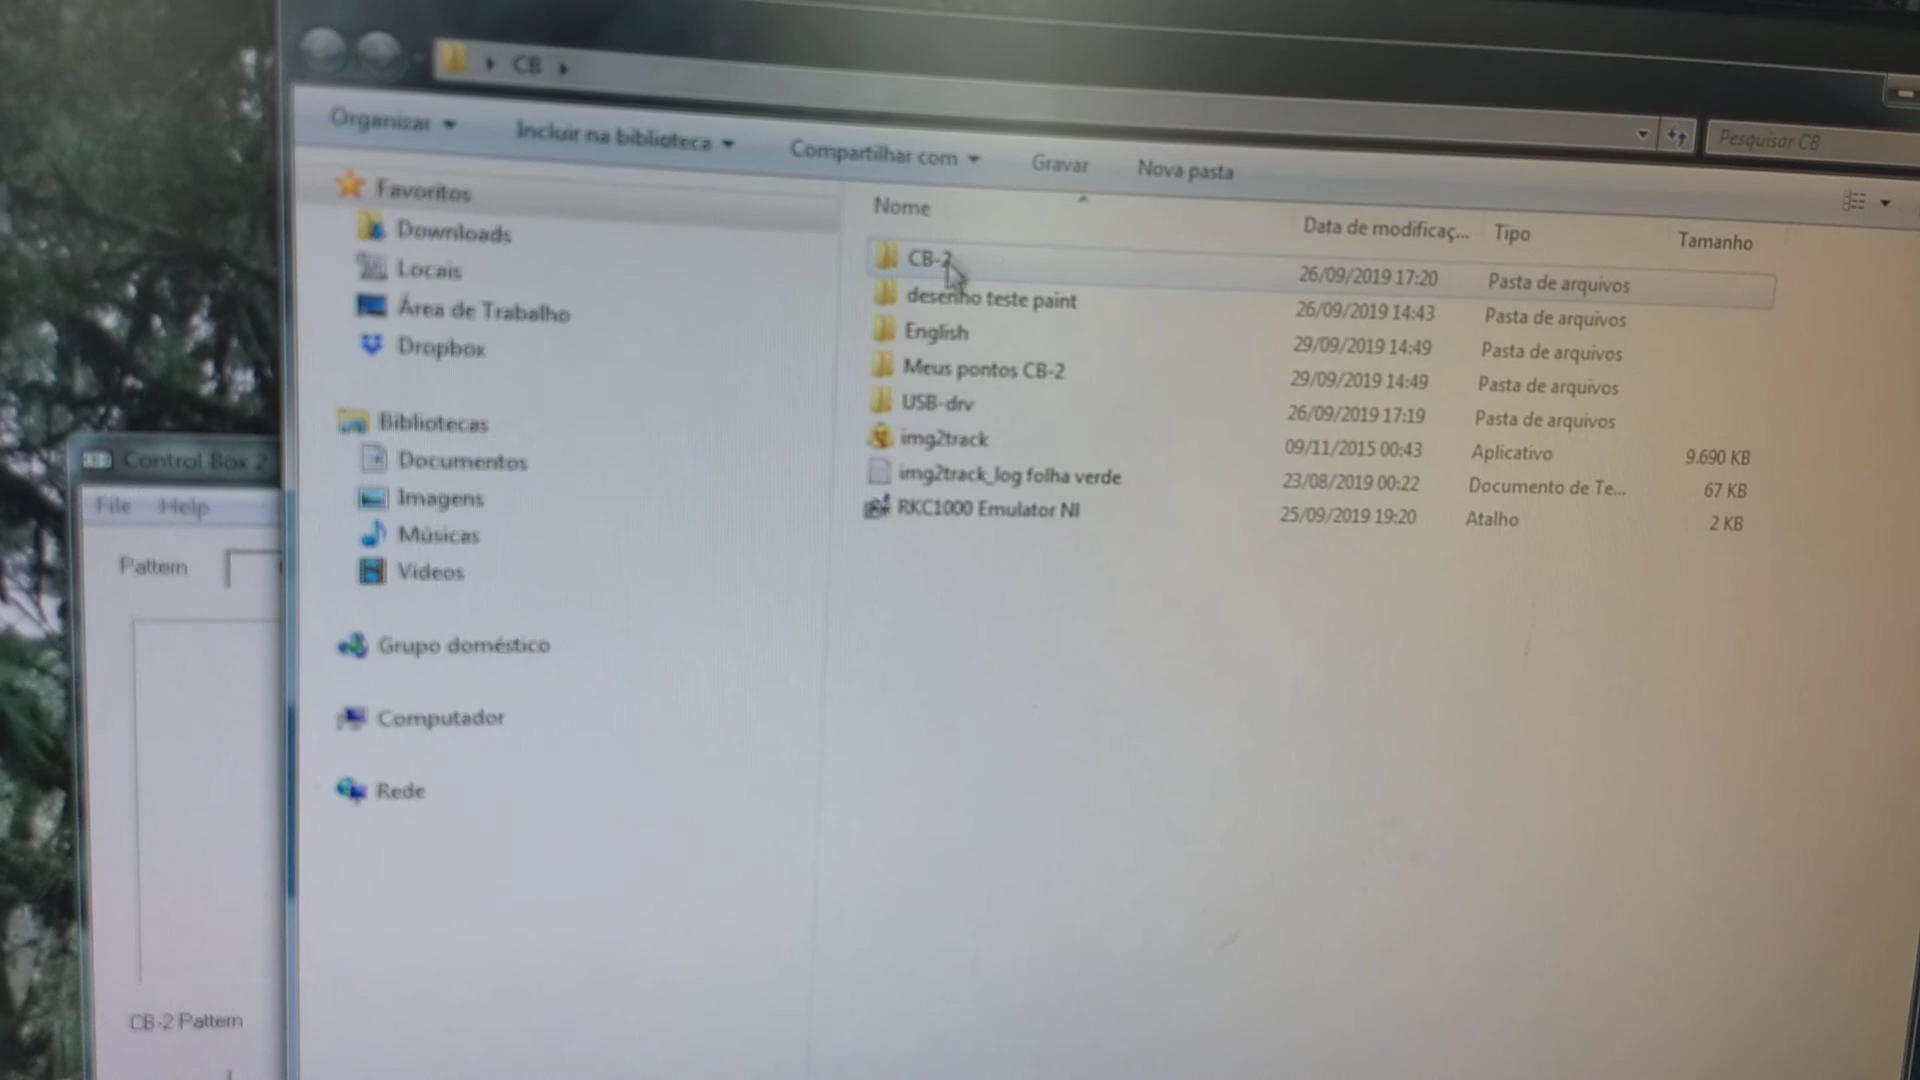 CB
Pesquisar CB
Organizar
Incluir na biblioteca
Compartilhar com
Gravar
Nova pasta
Favoritos
Downloads
Locais
Área de Trabalho
Dropbox
Bibliotecas
Documentos
Imagens
Músicas
Vídeos
Grupo doméstico
Computador
Rede
Nome Data de modificaç... Tipo Tamanho
CB-2 26/09/2019 17:20 Pasta de arquivos
desenho teste paint 26/09/2019 14:43 Pasta de arquivos
English 29/09/2019 14:49 Pasta de arquivos
Meus pontos CB-2 29/09/2019 14:49 Pasta de arquivos
USB-drv 26/09/2019 17:19 Pasta de arquivos
img2track 09/11/2015 00:43 Aplicativo 9.690 KB
img2track_log folha verde 23/08/2019 00:22 Documento de Te... 67 KB
RKC1000 Emulator NI 25/09/2019 19:20 Atalho 2 KB
Control Box 2
File Help
Pattern
CB-2 Pattern